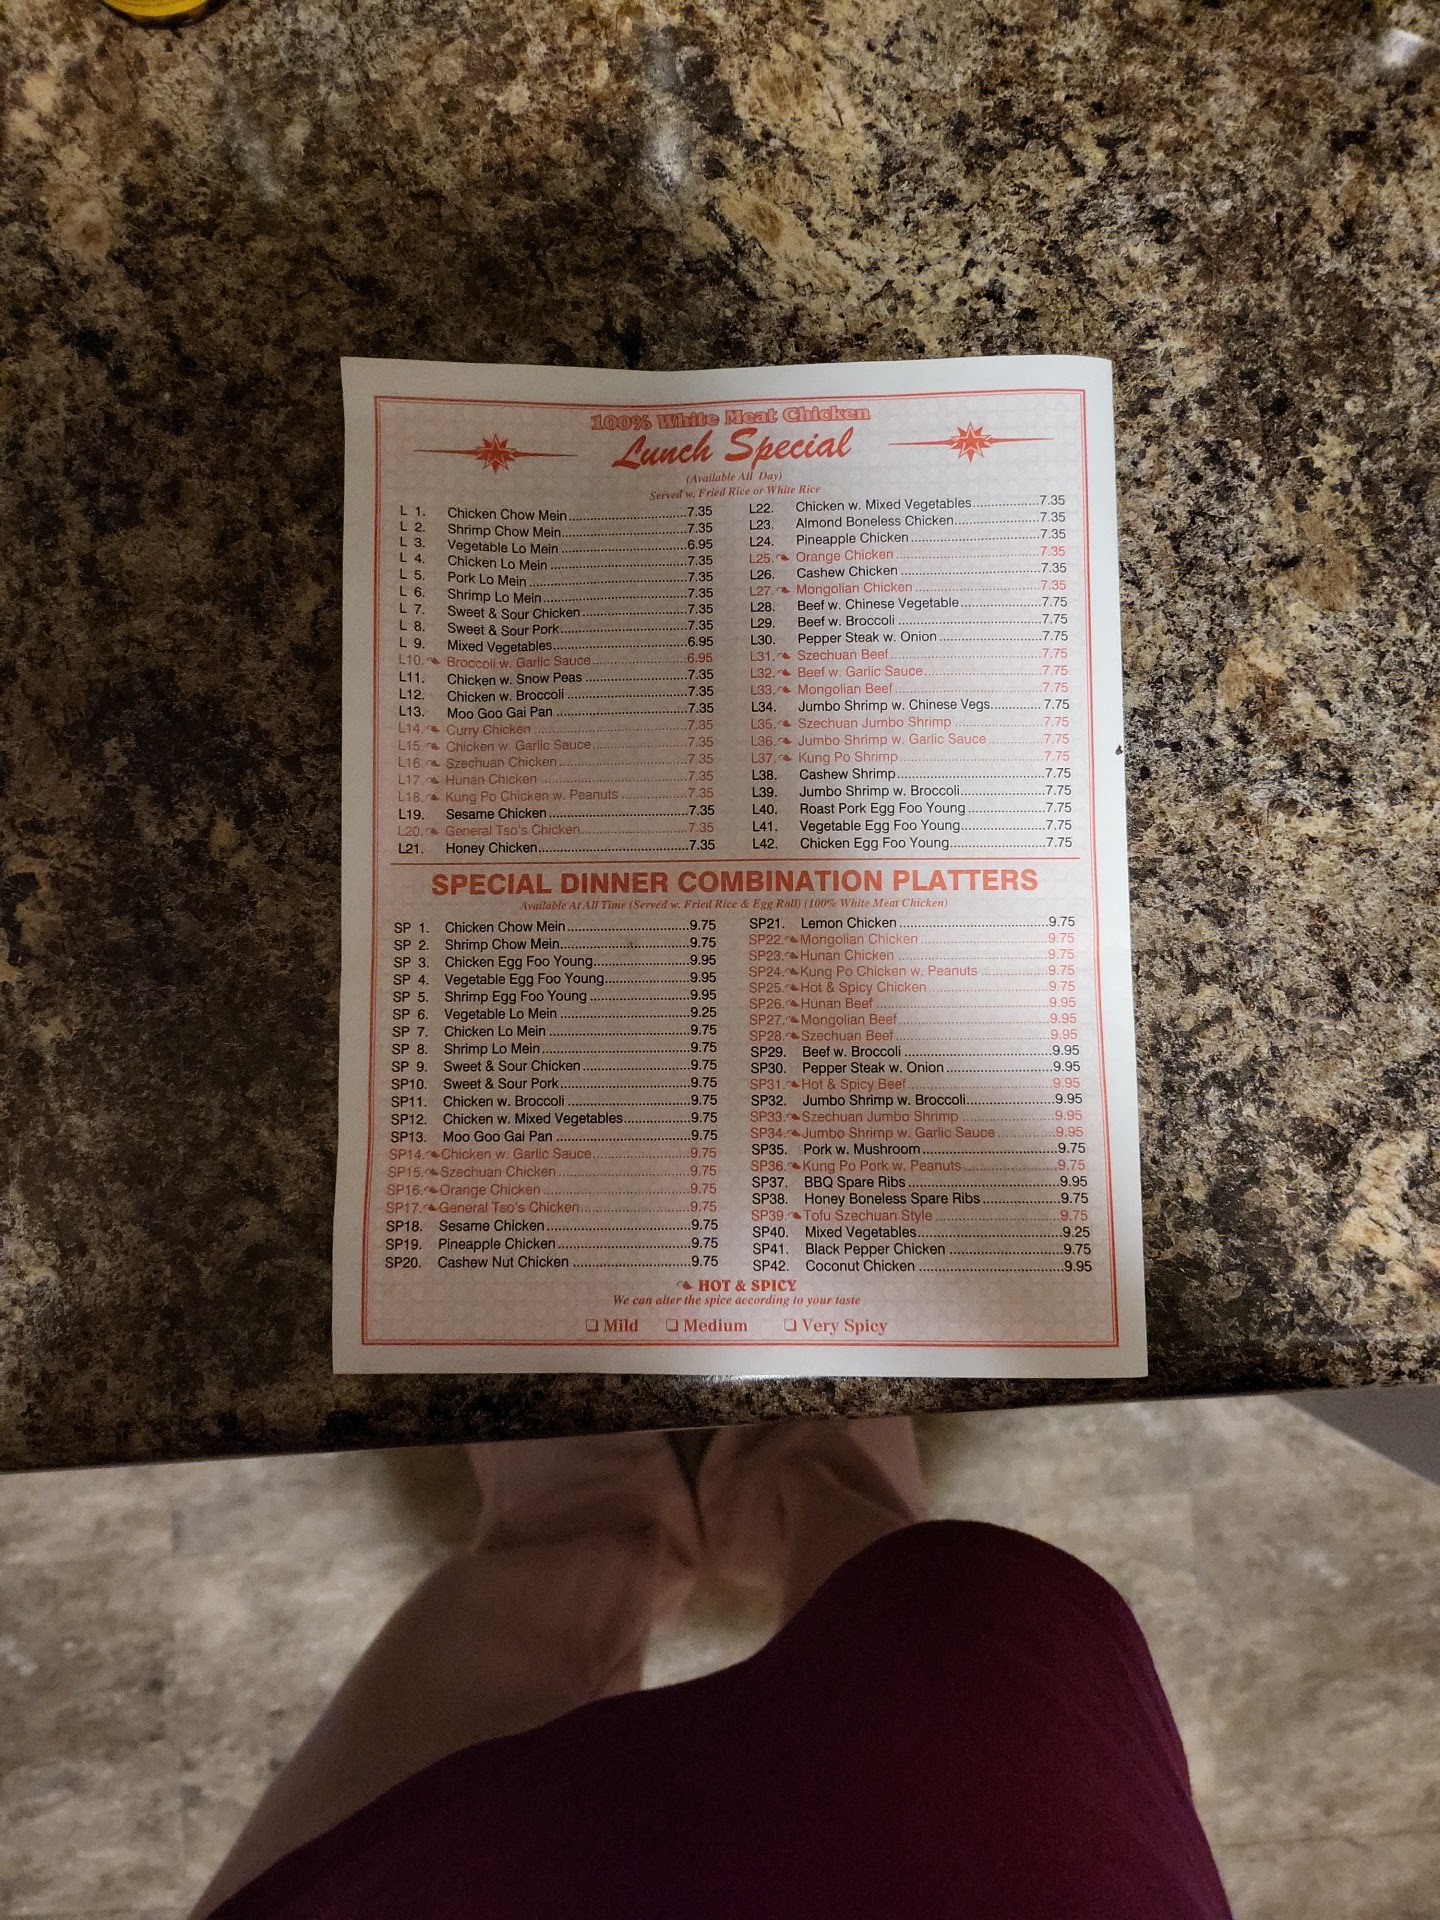 100% White Meat Chicken
Lunch Special
(Available All Day)
Served w. Fried Rice or White Rice
L 1. Chicken Chow Mein 7.35
L 2. Shrimp Chow Mein 7.35
L 3. Vegetable Lo Mein 6.95
L 4. Chicken Lo Mein 7.35
L 5. Pork Lo Mein 7.35
L 6. Shrimp Lo Mein 7.35
L 7. Sweet & Sour Chicken 7.35
L 8. Sweet & Sour Pork 7.35
L 9. Mixed Vegetables 6.95
L10. Broccoli w. Garlic Sauce 6.95
L11. Chicken w. Snow Peas 7.35
L12. Chicken w. Broccoli 7.35
L13. Moo Goo Gai Pan 7.35
L14. Curry Chicken 7.35
L15. Chicken w. Garlic Sauce 7.35
L16. Szechuan Chicken 7.35
L17. Hunan Chicken 7.35
L18. Kung Po Chicken w. Peanuts 7.35
L19. Sesame Chicken 7.35
L20. General Tso's Chicken 7.35
L21. Honey Chicken 7.35
L22. Chicken w. Mixed Vegetables 7.35
L23. Almond Boneless Chicken 7.35
L24. Pineapple Chicken 7.35
L25. Orange Chicken 7.35
L26. Cashew Chicken 7.35
L27. Mongolian Chicken 7.35
L28. Beef w. Chinese Vegetable 7.75
L29. Beef w. Broccoli 7.75
L30. Pepper Steak w. Onion 7.75
L31. Szechuan Beef 7.75
L32. Beef w. Garlic Sauce 7.75
L33. Mongolian Beef 7.75
L34. Jumbo Shrimp w. Chinese Vegs. 7.75
L35. Szechuan Jumbo Shrimp 7.75
L36. Jumbo Shrimp w. Garlic Sauce 7.75
L37. Kung Po Shrimp 7.75
L38. Cashew Shrimp 7.75
L39. Jumbo Shrimp w. Broccoli 7.75
L40. Roast Pork Egg Foo Young 7.75
L41. Vegetable Egg Foo Young 7.75
L42. Chicken Egg Foo Young 7.75
SPECIAL DINNER COMBINATION PLATTERS
Available At All Time (Served w. Fried Rice & Egg Roll) (100% White Meat Chicken)
SP 1. Chicken Chow Mein 9.75
SP 2. Shrimp Chow Mein 9.75
SP 3. Chicken Egg Foo Young 9.95
SP 4. Vegetable Egg Foo Young 9.95
SP 5. Shrimp Egg Foo Young 9.95
SP 6. Vegetable Lo Mein 9.25
SP 7. Chicken Lo Mein 9.75
SP 8. Shrimp Lo Mein 9.75
SP 9. Sweet & Sour Chicken 9.75
SP10. Sweet & Sour Pork 9.75
SP11. Chicken w. Broccoli 9.75
SP12. Chicken w. Mixed Vegetables 9.75
SP13. Moo Goo Gai Pan 9.75
SP14. Chicken w. Garlic Sauce 9.75
SP15. Szechuan Chicken 9.75
SP16. Orange Chicken 9.75
SP17. General Tso's Chicken 9.75
SP18. Sesame Chicken 9.75
SP19. Pineapple Chicken 9.75
SP20. Cashew Nut Chicken 9.75
SP21. Lemon Chicken 9.75
SP22. Mongolian Chicken 9.75
SP23. Hunan Chicken 9.75
SP24. Kung Po Chicken w. Peanuts 9.75
SP25. Hot & Spicy Chicken 9.75
SP26. Hunan Beef 9.95
SP27. Mongolian Beef 9.95
SP28. Szechuan Beef 9.95
SP29. Beef w. Broccoli 9.95
SP30. Pepper Steak w. Onion 9.95
SP31. Hot & Spicy Beef 9.95
SP32. Jumbo Shrimp w. Broccoli 9.95
SP33. Szechuan Jumbo Shrimp 9.95
SP34. Jumbo Shrimp w. Garlic Sauce 9.95
SP35. Pork w. Mushroom 9.75
SP36. Kung Po Pork w. Peanuts 9.75
SP37. BBQ Spare Ribs 9.95
SP38. Honey Boneless Spare Ribs 9.75
SP39. Tofu Szechuan Style 9.75
SP40. Mixed Vegetables 9.25
SP41. Black Pepper Chicken 9.75
SP42. Coconut Chicken 9.95
HOT & SPICY
We can alter the spice according to your taste
❏ Mild ❏ Medium ❏ Very Spicy